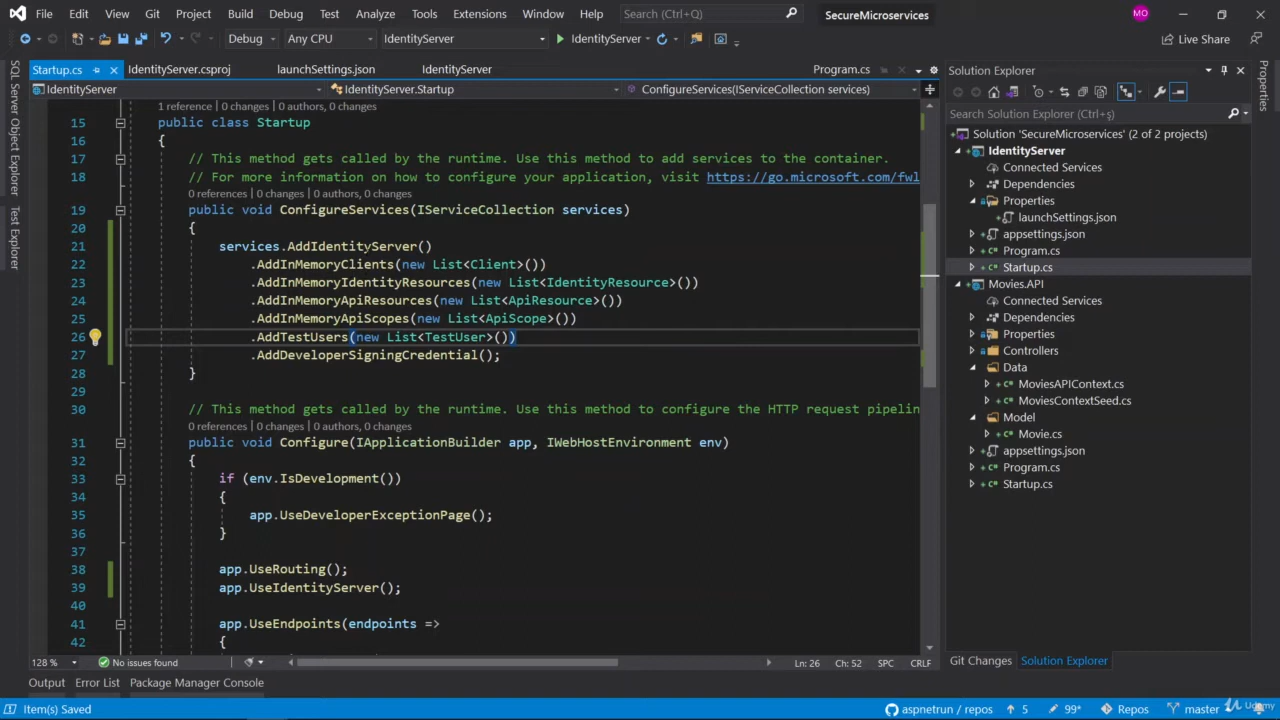 File Edit View Git Project Build Debug Test Analyze Tools Extensions Window Help Search (Ctrl+Q) SecureMicroservices MO
Debug Any CPU IdentityServer IdentityServer Live Share
Startup.cs IdentityServer.csproj launchSettings.json IdentityServer Program.cs
IdentityServer IdentityServer.Startup ConfigureServices(IServiceCollection services)
SQL Server Object Explorer
Test Explorer
1 reference | 0 changes | 0 authors, 0 changes
15 public class Startup
16 {
17 // This method gets called by the runtime. Use this method to add services to the container.
18 // For more information on how to configure your application, visit https://go.microsoft.com/fwl
0 references | 0 changes | 0 authors, 0 changes
19 public void ConfigureServices(IServiceCollection services)
20 {
21 services.AddIdentityServer()
22 .AddInMemoryClients(new List<Client>())
23 .AddInMemoryIdentityResources(new List<IdentityResource>())
24 .AddInMemoryApiResources(new List<ApiResource>())
25 .AddInMemoryApiScopes(new List<ApiScope>())
26 .AddTestUsers(new List<TestUser>())
27 .AddDeveloperSigningCredential();
28 }
29
30 // This method gets called by the runtime. Use this method to configure the HTTP request pipelin
0 references | 0 changes | 0 authors, 0 changes
31 public void Configure(IApplicationBuilder app, IWebHostEnvironment env)
32 {
33 if (env.IsDevelopment())
34 {
35 app.UseDeveloperExceptionPage();
36 }
37
38 app.UseRouting();
39 app.UseIdentityServer();
40
41 app.UseEndpoints(endpoints =>
42 {
128 % No issues found Ln: 26 Ch: 52 SPC CRLF
Output Error List Package Manager Console
Solution Explorer
Search Solution Explorer (Ctrl+ş)
Solution 'SecureMicroservices' (2 of 2 projects)
IdentityServer
Connected Services
Dependencies
Properties
launchSettings.json
appsettings.json
Program.cs
Startup.cs
Movies.API
Connected Services
Dependencies
Properties
Controllers
Data
MoviesAPIContext.cs
MoviesContextSeed.cs
Model
Movie.cs
appsettings.json
Program.cs
Startup.cs
Git Changes Solution Explorer
Properties
Item(s) Saved aspnetrun / repos 5 99* Repos master Udemy